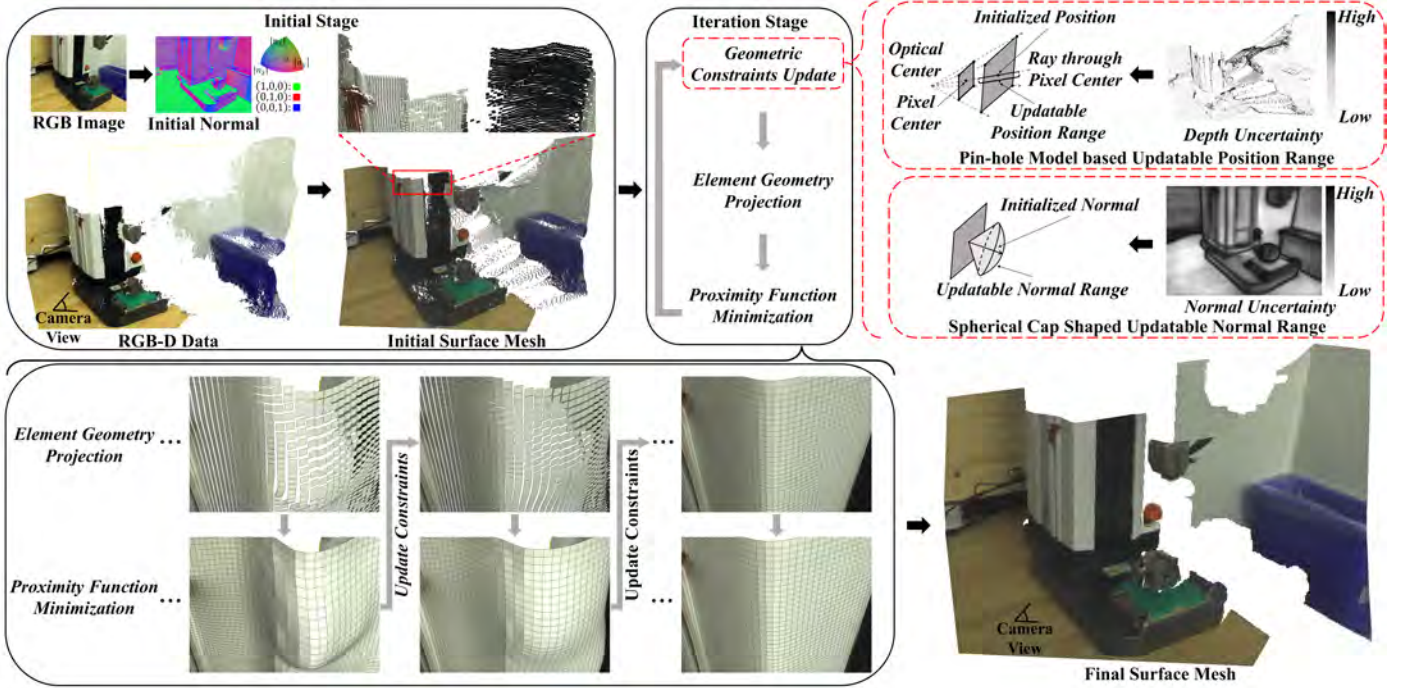 Initial Stage
(1,0,0):
(0,1,0):
(0,0,1):
RGB Image
Initial Normal
Camera
View
RGB-D Data
Initial Surface Mesh
Iteration Stage
Geometric
Constraints Update
Element Geometry
Projection
Proximity Function
Minimization
Initialized Position
Optical
Center
Ray through
Pixel Center
Pixel
Center
Updatable
Position Range
High
Low
Depth Uncertainty
Pin-hole Model based Updatable Position Range
Initialized Normal
Updatable Normal Range
High
Low
Normal Uncertainty
Spherical Cap Shaped Updatable Normal Range
Element Geometry
Projection
...
Update Constraints
Update Constraints
...
Proximity Function
Minimization
...
...
Camera
View
Final Surface Mesh